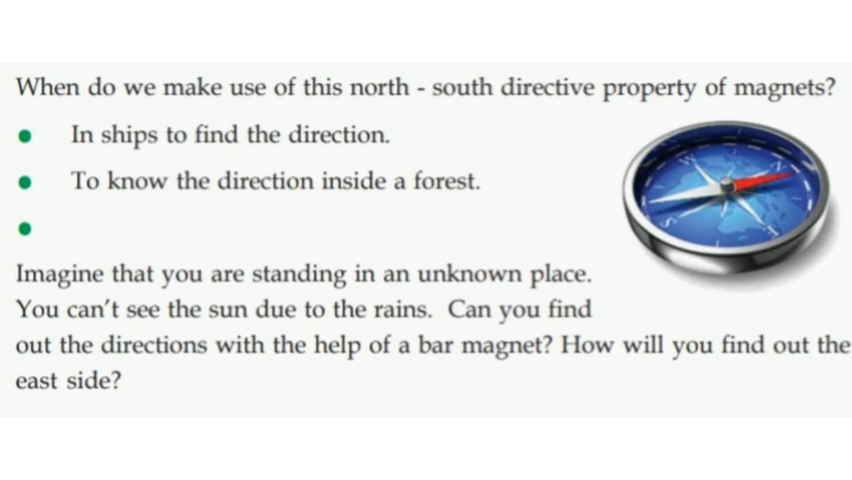 When do we make use of this north - south directive property of magnets?
● In ships to find the direction.
● To know the direction inside a forest.
●
Imagine that you are standing in an unknown place.
You can't see the sun due to the rains. Can you find
out the directions with the help of a bar magnet? How will you find out the
east side?
N
S